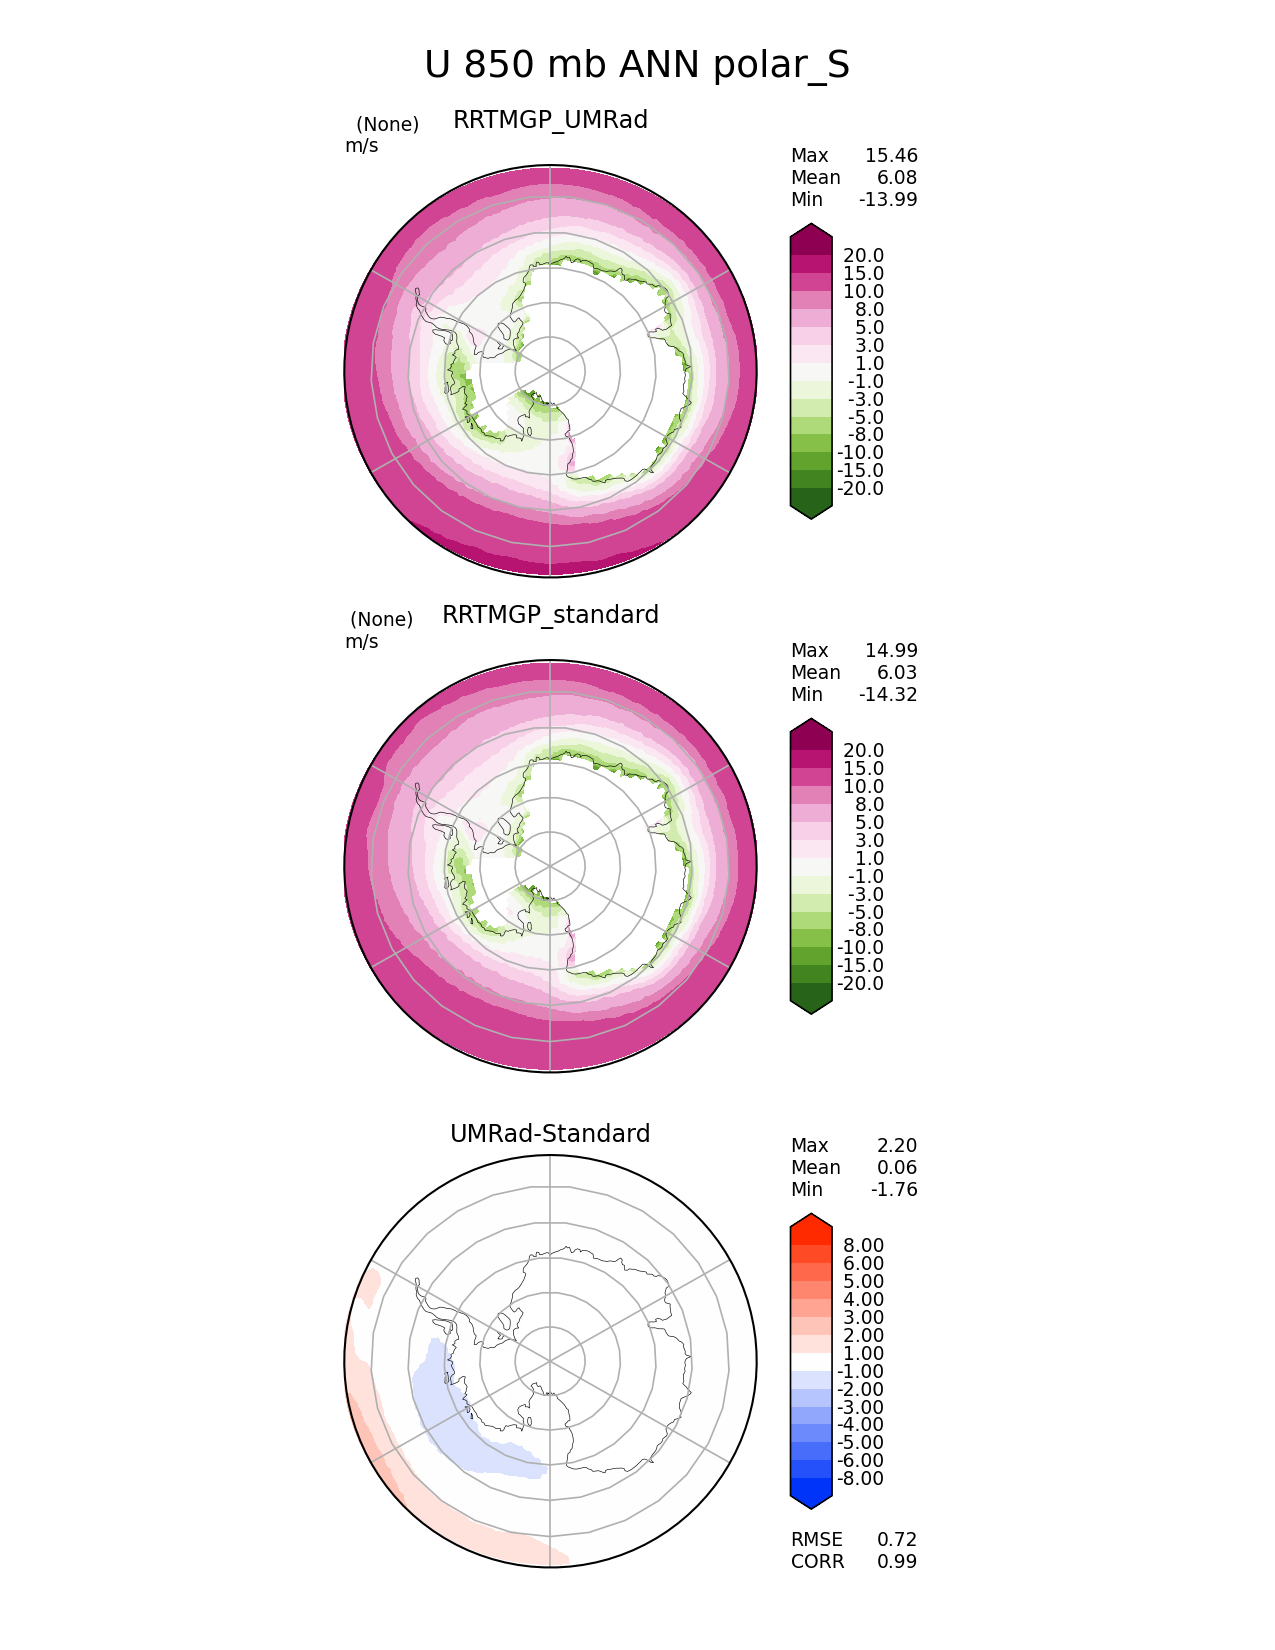 U 850 mb ANN polar_S
(None) RRTMGP_UMRad
m/s
Max 15.46
Mean 6.08
Min -13.99
20.0
15.0
10.0
8.0
5.0
3.0
1.0
-1.0
-3.0
-5.0
-8.0
-10.0
-15.0
-20.0
(None) RRTMGP_standard
m/s
Max 14.99
Mean 6.03
Min -14.32
20.0
15.0
10.0
8.0
5.0
3.0
1.0
-1.0
-3.0
-5.0
-8.0
-10.0
-15.0
-20.0
UMRad-Standard
Max 2.20
Mean 0.06
Min -1.76
8.00
6.00
5.00
4.00
3.00
2.00
1.00
-1.00
-2.00
-3.00
-4.00
-5.00
-6.00
-8.00
RMSE 0.72
CORR 0.99